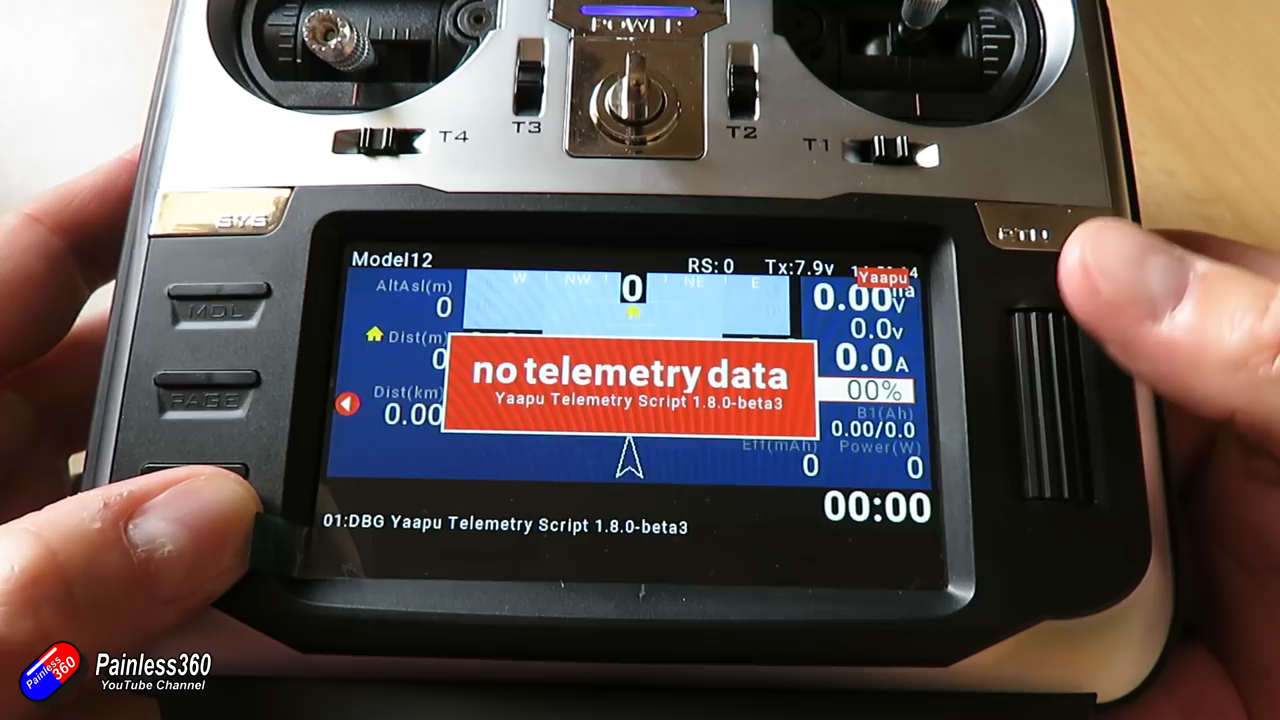 POWER
T4
T3
T2
T1
SYS
RTN
MDL
PAGE
Model12
RS: 0
Tx:7.9v
Yaapu
AltAsl(m)
0
W
NW
0
NE
E
0.00v
0.0v
0.0A
00%
Dist(m)
0
Dist(km)
0.00
no telemetry data
Yaapu Telemetry Script 1.8.0-beta3
B1(Ah)
0.00/0.0
Eff(mAh)
0
Power(W)
0
00:00
01:DBG Yaapu Telemetry Script 1.8.0-beta3
Painless360
Painless360
YouTube Channel